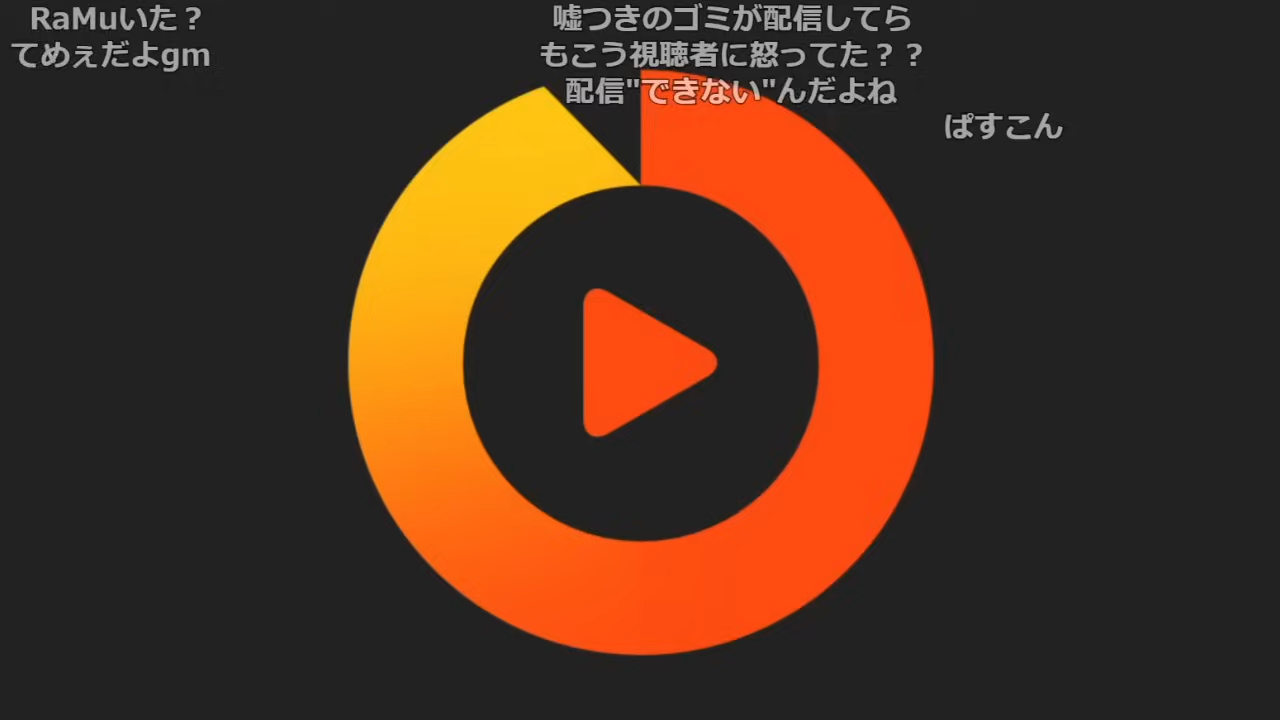 RaMuいた？
てめぇだよgm
嘘つきのゴミが配信してら
もこう視聴者に怒ってた？？
配信"できない"んだよね
ぱすこん